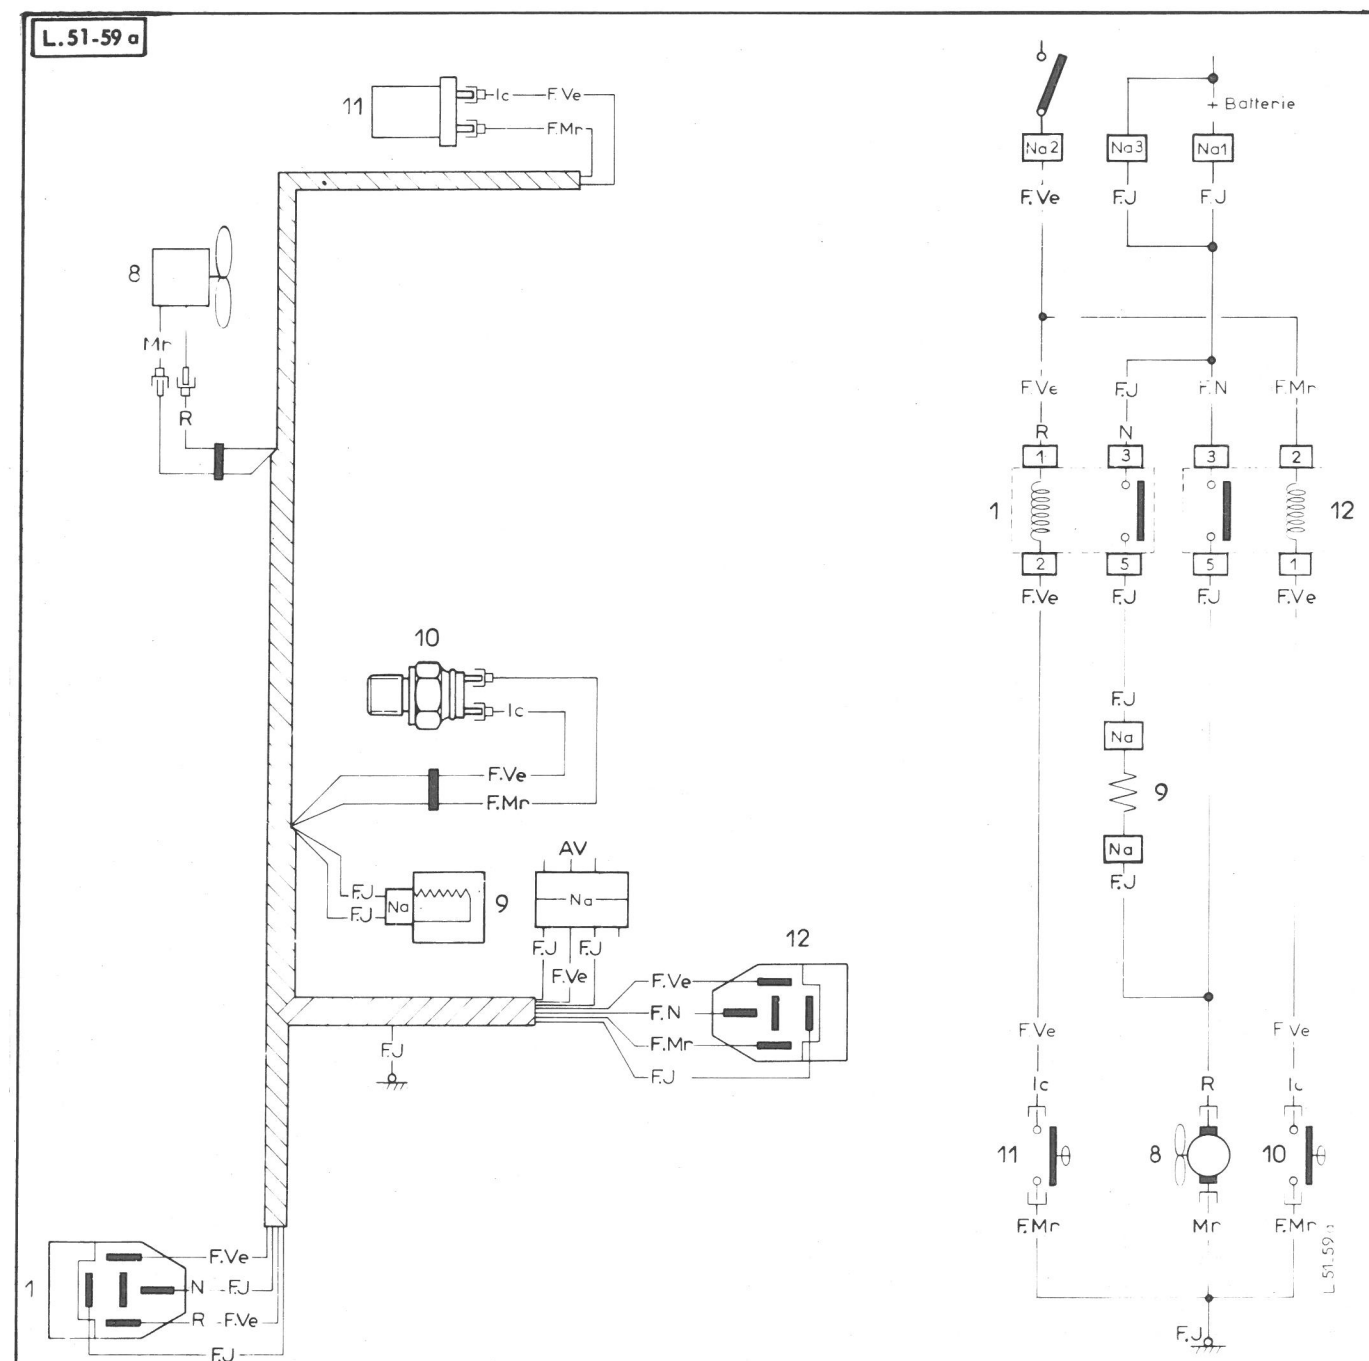 L.51-59 a
11
Ic
F.Ve
F.Mr
8
Mr
R
10
Ic
F.Ve
F.Mr
F.J
F.J
Na
9
AV
Na
F.J
F.Ve
F.J
12
F.Ve
F.N
F.Mr
F.J
F.J
1
F.Ve
N F.J
R F.Ve
F.J
+ Batterie
Na2 Na3 Na1
F.Ve F.J F.J
F.Ve F.J F.N F.Mr
R N
1 3 3 2
1 12
2 5 5 1
F.Ve F.J F.J F.Ve
F.J
Na
9
Na
F.J
F.Ve F.Ve
Ic R Ic
11 8 10
F.Mr Mr F.Mr
F.J
L.51.59a